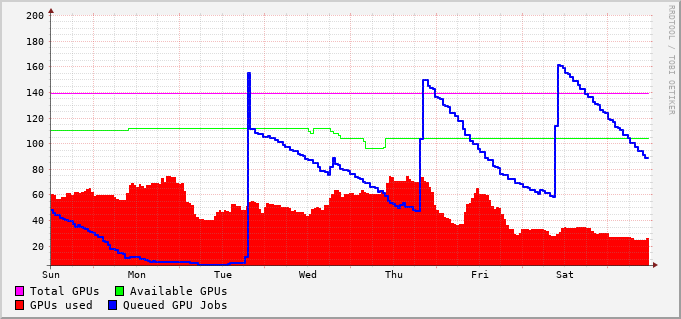 200
180
160
140
120
100
80
60
40
20
Sun Mon Tue Wed Thu Fri Sat
Total GPUs Available GPUs
GPUs used Queued GPU Jobs
RRDTOOL / TOBI OETIKER